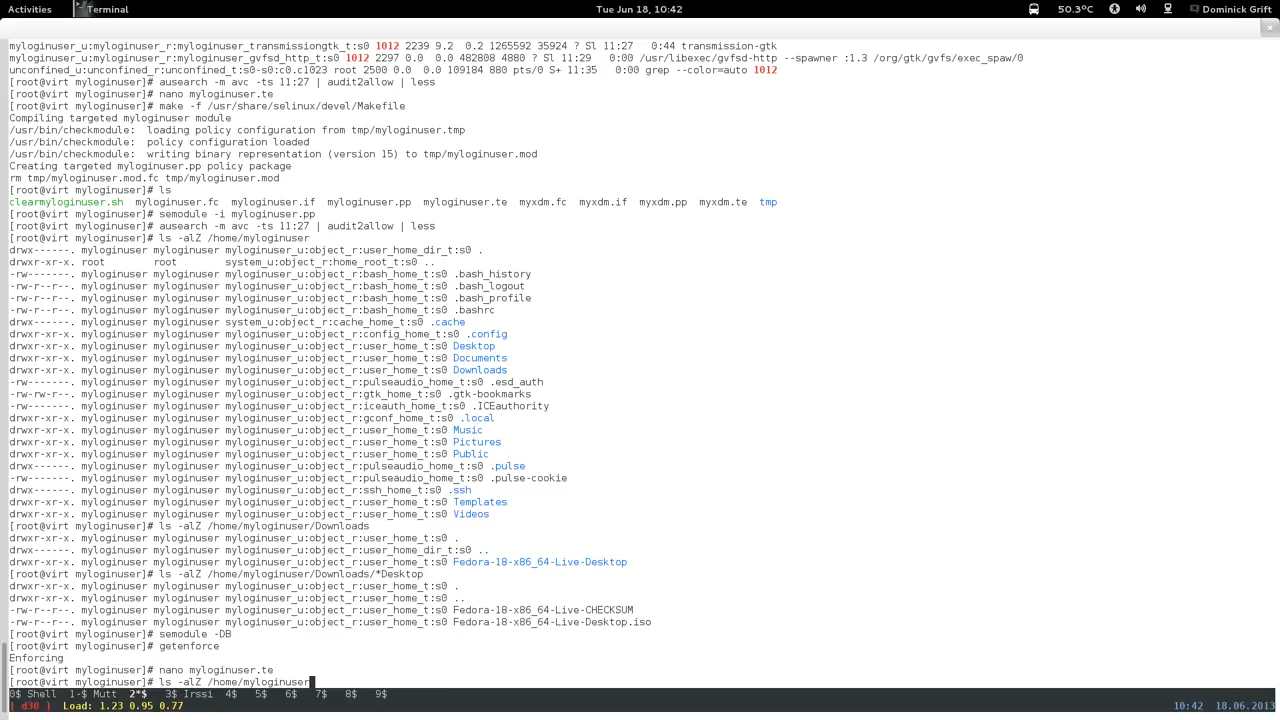 Activities Terminal Tue Jun 18, 10:42 50.3°C Dominick Grift
myloginuser_u:myloginuser_r:myloginuser_transmissiongtk_t:s0 1012 2239 9.2  0.2 1265592 35924 ? Sl 11:27   0:44 transmission-gtk
myloginuser_u:myloginuser_r:myloginuser_gvfsd_http_t:s0 1012 2297 0.0  0.0 482808 4880 ? Sl 11:29   0:00 /usr/libexec/gvfsd-http --spawner :1.3 /org/gtk/gvfs/exec_spaw/0
unconfined_u:unconfined_r:unconfined_t:s0-s0:c0.c1023 root 2500 0.0  0.0 109184 880 pts/0 S+ 11:35   0:00 grep --color=auto 1012
[root@virt myloginuser]# ausearch -m avc -ts 11:27 | audit2allow | less
[root@virt myloginuser]# nano myloginuser.te
[root@virt myloginuser]# make -f /usr/share/selinux/devel/Makefile
Compiling targeted myloginuser module
/usr/bin/checkmodule:  loading policy configuration from tmp/myloginuser.tmp
/usr/bin/checkmodule:  policy configuration loaded
/usr/bin/checkmodule:  writing binary representation (version 15) to tmp/myloginuser.mod
Creating targeted myloginuser.pp policy package
rm tmp/myloginuser.mod.fc tmp/myloginuser.mod
[root@virt myloginuser]# ls
clearmyloginuser.sh  myloginuser.fc  myloginuser.if  myloginuser.pp  myloginuser.te  myxdm.fc  myxdm.if  myxdm.pp  myxdm.te  tmp
[root@virt myloginuser]# semodule -i myloginuser.pp
[root@virt myloginuser]# ausearch -m avc -ts 11:27 | audit2allow | less
[root@virt myloginuser]# ls -alZ /home/myloginuser
drwx------. myloginuser myloginuser myloginuser_u:object_r:user_home_dir_t:s0 .
drwxr-xr-x. root        root        system_u:object_r:home_root_t:s0 ..
-rw-------. myloginuser myloginuser myloginuser_u:object_r:bash_home_t:s0 .bash_history
-rw-r--r--. myloginuser myloginuser myloginuser_u:object_r:bash_home_t:s0 .bash_logout
-rw-r--r--. myloginuser myloginuser myloginuser_u:object_r:bash_home_t:s0 .bash_profile
-rw-r--r--. myloginuser myloginuser myloginuser_u:object_r:bash_home_t:s0 .bashrc
drwx------. myloginuser myloginuser system_u:object_r:cache_home_t:s0 .cache
drwxr-xr-x. myloginuser myloginuser myloginuser_u:object_r:config_home_t:s0 .config
drwxr-xr-x. myloginuser myloginuser myloginuser_u:object_r:user_home_t:s0 Desktop
drwxr-xr-x. myloginuser myloginuser myloginuser_u:object_r:user_home_t:s0 Documents
drwxr-xr-x. myloginuser myloginuser myloginuser_u:object_r:user_home_t:s0 Downloads
-rw-------. myloginuser myloginuser myloginuser_u:object_r:pulseaudio_home_t:s0 .esd_auth
-rw-rw-r--. myloginuser myloginuser myloginuser_u:object_r:gtk_home_t:s0 .gtk-bookmarks
-rw-------. myloginuser myloginuser myloginuser_u:object_r:iceauth_home_t:s0 .ICEauthority
drwxr-xr-x. myloginuser myloginuser myloginuser_u:object_r:gconf_home_t:s0 .local
drwxr-xr-x. myloginuser myloginuser myloginuser_u:object_r:user_home_t:s0 Music
drwxr-xr-x. myloginuser myloginuser myloginuser_u:object_r:user_home_t:s0 Pictures
drwxr-xr-x. myloginuser myloginuser myloginuser_u:object_r:user_home_t:s0 Public
drwx------. myloginuser myloginuser myloginuser_u:object_r:pulseaudio_home_t:s0 .pulse
-rw-------. myloginuser myloginuser myloginuser_u:object_r:pulseaudio_home_t:s0 .pulse-cookie
drwx------. myloginuser myloginuser myloginuser_u:object_r:ssh_home_t:s0 .ssh
drwxr-xr-x. myloginuser myloginuser myloginuser_u:object_r:user_home_t:s0 Templates
drwxr-xr-x. myloginuser myloginuser myloginuser_u:object_r:user_home_t:s0 Videos
[root@virt myloginuser]# ls -alZ /home/myloginuser/Downloads
drwxr-xr-x. myloginuser myloginuser myloginuser_u:object_r:user_home_t:s0 .
drwx------. myloginuser myloginuser myloginuser_u:object_r:user_home_dir_t:s0 ..
drwxr-xr-x. myloginuser myloginuser myloginuser_u:object_r:user_home_t:s0 Fedora-18-x86_64-Live-Desktop
[root@virt myloginuser]# ls -alZ /home/myloginuser/Downloads/*Desktop
drwxr-xr-x. myloginuser myloginuser myloginuser_u:object_r:user_home_t:s0 .
drwxr-xr-x. myloginuser myloginuser myloginuser_u:object_r:user_home_t:s0 ..
-rw-r--r--. myloginuser myloginuser myloginuser_u:object_r:user_home_t:s0 Fedora-18-x86_64-Live-CHECKSUM
-rw-r--r--. myloginuser myloginuser myloginuser_u:object_r:user_home_t:s0 Fedora-18-x86_64-Live-Desktop.iso
[root@virt myloginuser]# semodule -DB
[root@virt myloginuser]# getenforce
Enforcing
[root@virt myloginuser]# nano myloginuser.te
[root@virt myloginuser]# ls -alZ /home/myloginuser
0$ Shell  1-$ Mutt  2*$  3$ Irssi  4$  5$  6$  7$  8$  9$
[ d30 ]  Load: 1.23 0.95 0.77 10:42  18.06.2013